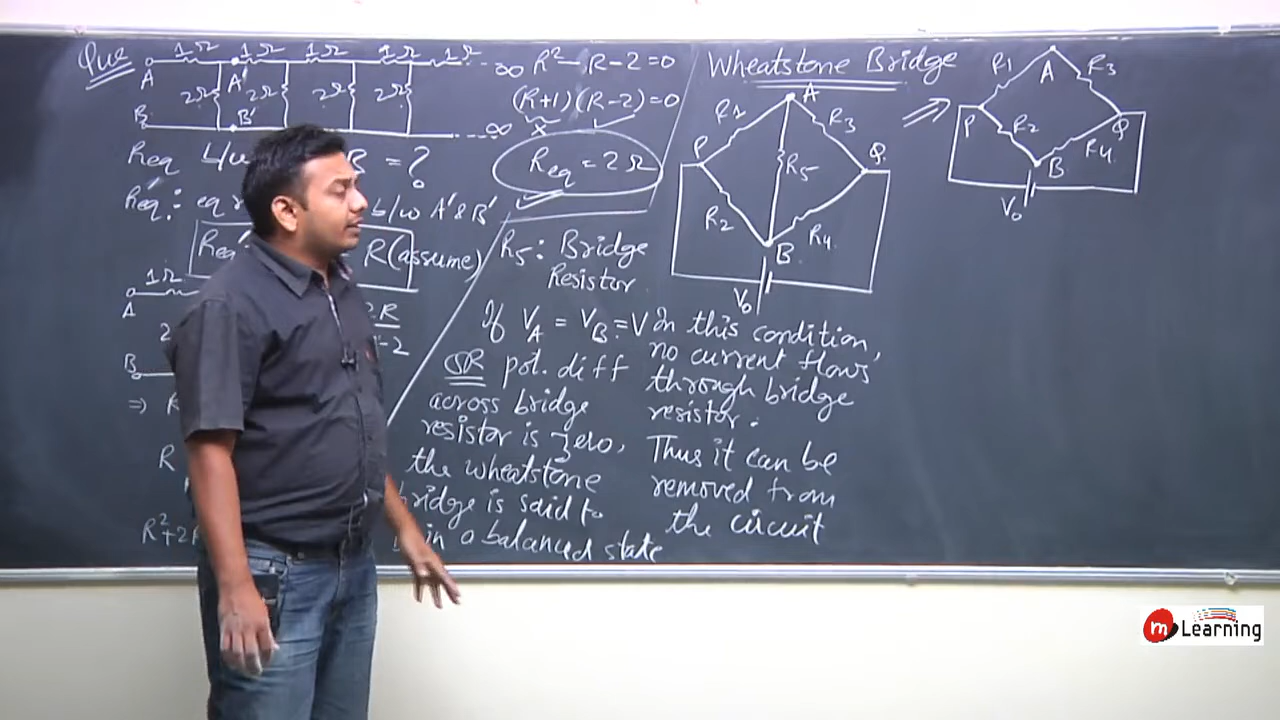 Que
1Ω 1Ω 1Ω 1Ω 1Ω ∞
A A'
2Ω 2Ω 2Ω 2Ω
B B' ∞
Req b/w B = ?
Req': eq b/w A' & B'
Req' R (assume)
1Ω
A
2 2R
B
⇒ R
R
R²+2R
R² - R - 2 = 0
(R+1)(R-2) = 0
x
Req = 2Ω
Wheatstone Bridge
A
R1 R3
P Q
R5
R2 R4
B
V0
⇒
R1 A R3
P Q
R2 R4
B
V0
R5: Bridge
Resistor
If VA = VB = V
OR pot. diff
across bridge
resistor is zero,
the wheatstone
bridge is said to
in a balanced state
In this condition,
no current flows
through bridge
resistor.
Thus it can be
removed from
the circuit
m Learning